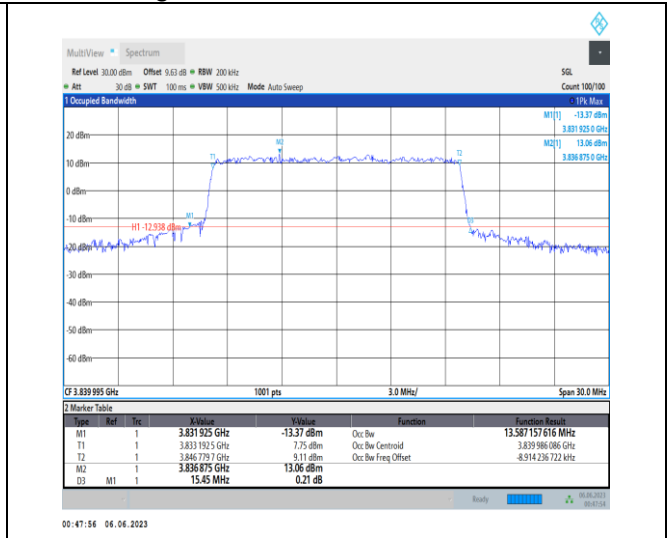 MultiView Spectrum
Ref Level 30.00 dBm Offset 9.63 dB RBW 200 kHz SGL
Att 30 dB SWT 100 ms VBW 500 kHz Mode Auto Sweep Count 100/100
1 Occupied Bandwidth 1Pk Max
M1[1] -13.37 dBm
3.831 925 0 GHz
M2[1] 13.06 dBm
3.836 875 0 GHz
20 dBm
10 dBm
0 dBm
-10 dBm
-20 dBm
-30 dBm
-40 dBm
-50 dBm
-60 dBm
T1
M2
T2
M1
H1 -12.938 dBm
CF 3.839 995 GHz 1001 pts 3.0 MHz/ Span 30.0 MHz
2 Marker Table
Type Ref Trc X-Value Y-Value Function Function Result
M1 1 3.831 925 GHz -13.37 dBm Occ Bw 13.587 157 616 MHz
T1 1 3.833 192 5 GHz 7.75 dBm Occ Bw Centroid 3.839 986 086 GHz
T2 1 3.846 779 7 GHz 9.11 dBm Occ Bw Freq Offset -8.914 236 722 kHz
M2 1 3.836 875 GHz 13.06 dBm
D3 M1 1 15.45 MHz 0.21 dB
Ready 06.06.2023
00:47:56 06.06.2023